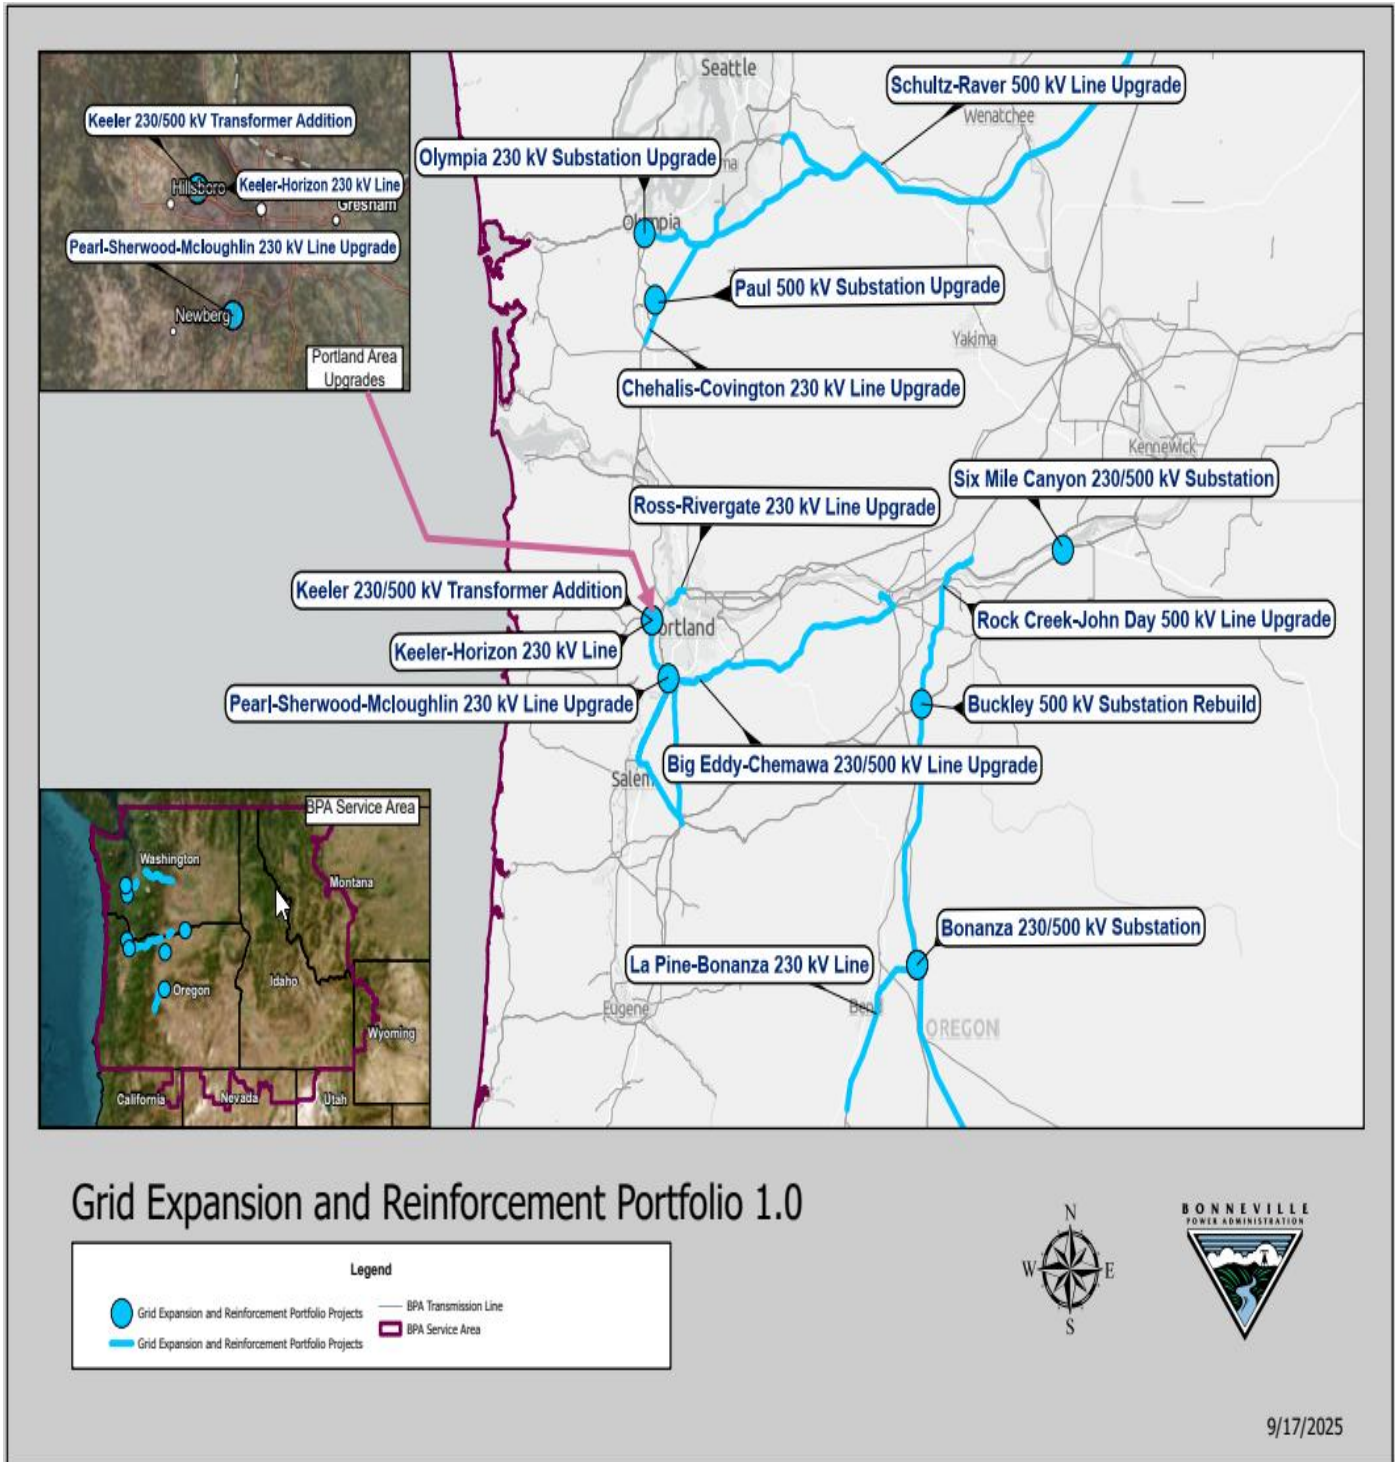 Keeler 230/500 kV Transformer Addition
Hillsboro
Keeler-Horizon 230 kV Line
Gresham
Pearl-Sherwood-Mcloughlin 230 kV Line Upgrade
Newberg
Portland Area
Upgrades
Seattle
Schultz-Raver 500 kV Line Upgrade
Wenatchee
Olympia 230 kV Substation Upgrade
ma
Olympia
Paul 500 kV Substation Upgrade
Yakima
Chehalis-Covington 230 kV Line Upgrade
Kennewick
Six Mile Canyon 230/500 kV Substation
Ross-Rivergate 230 kV Line Upgrade
Keeler 230/500 kV Transformer Addition
Rock Creek-John Day 500 kV Line Upgrade
ortland
Keeler-Horizon 230 kV Line
Pearl-Sherwood-Mcloughlin 230 kV Line Upgrade
Buckley 500 kV Substation Rebuild
Big Eddy-Chemawa 230/500 kV Line Upgrade
Salem
Bonanza 230/500 kV Substation
La Pine-Bonanza 230 kV Line
Eugene
Bend
OREGON
BPA Service Area
Washington
Montana
Idaho
Oregon
Wyoming
California
Nevada
Utah
Grid Expansion and Reinforcement Portfolio 1.0
Legend
Grid Expansion and Reinforcement Portfolio Projects
BPA Transmission Line
Grid Expansion and Reinforcement Portfolio Projects
BPA Service Area
N
W
E
S
BONNEVILLE
POWER ADMINISTRATION
9/17/2025